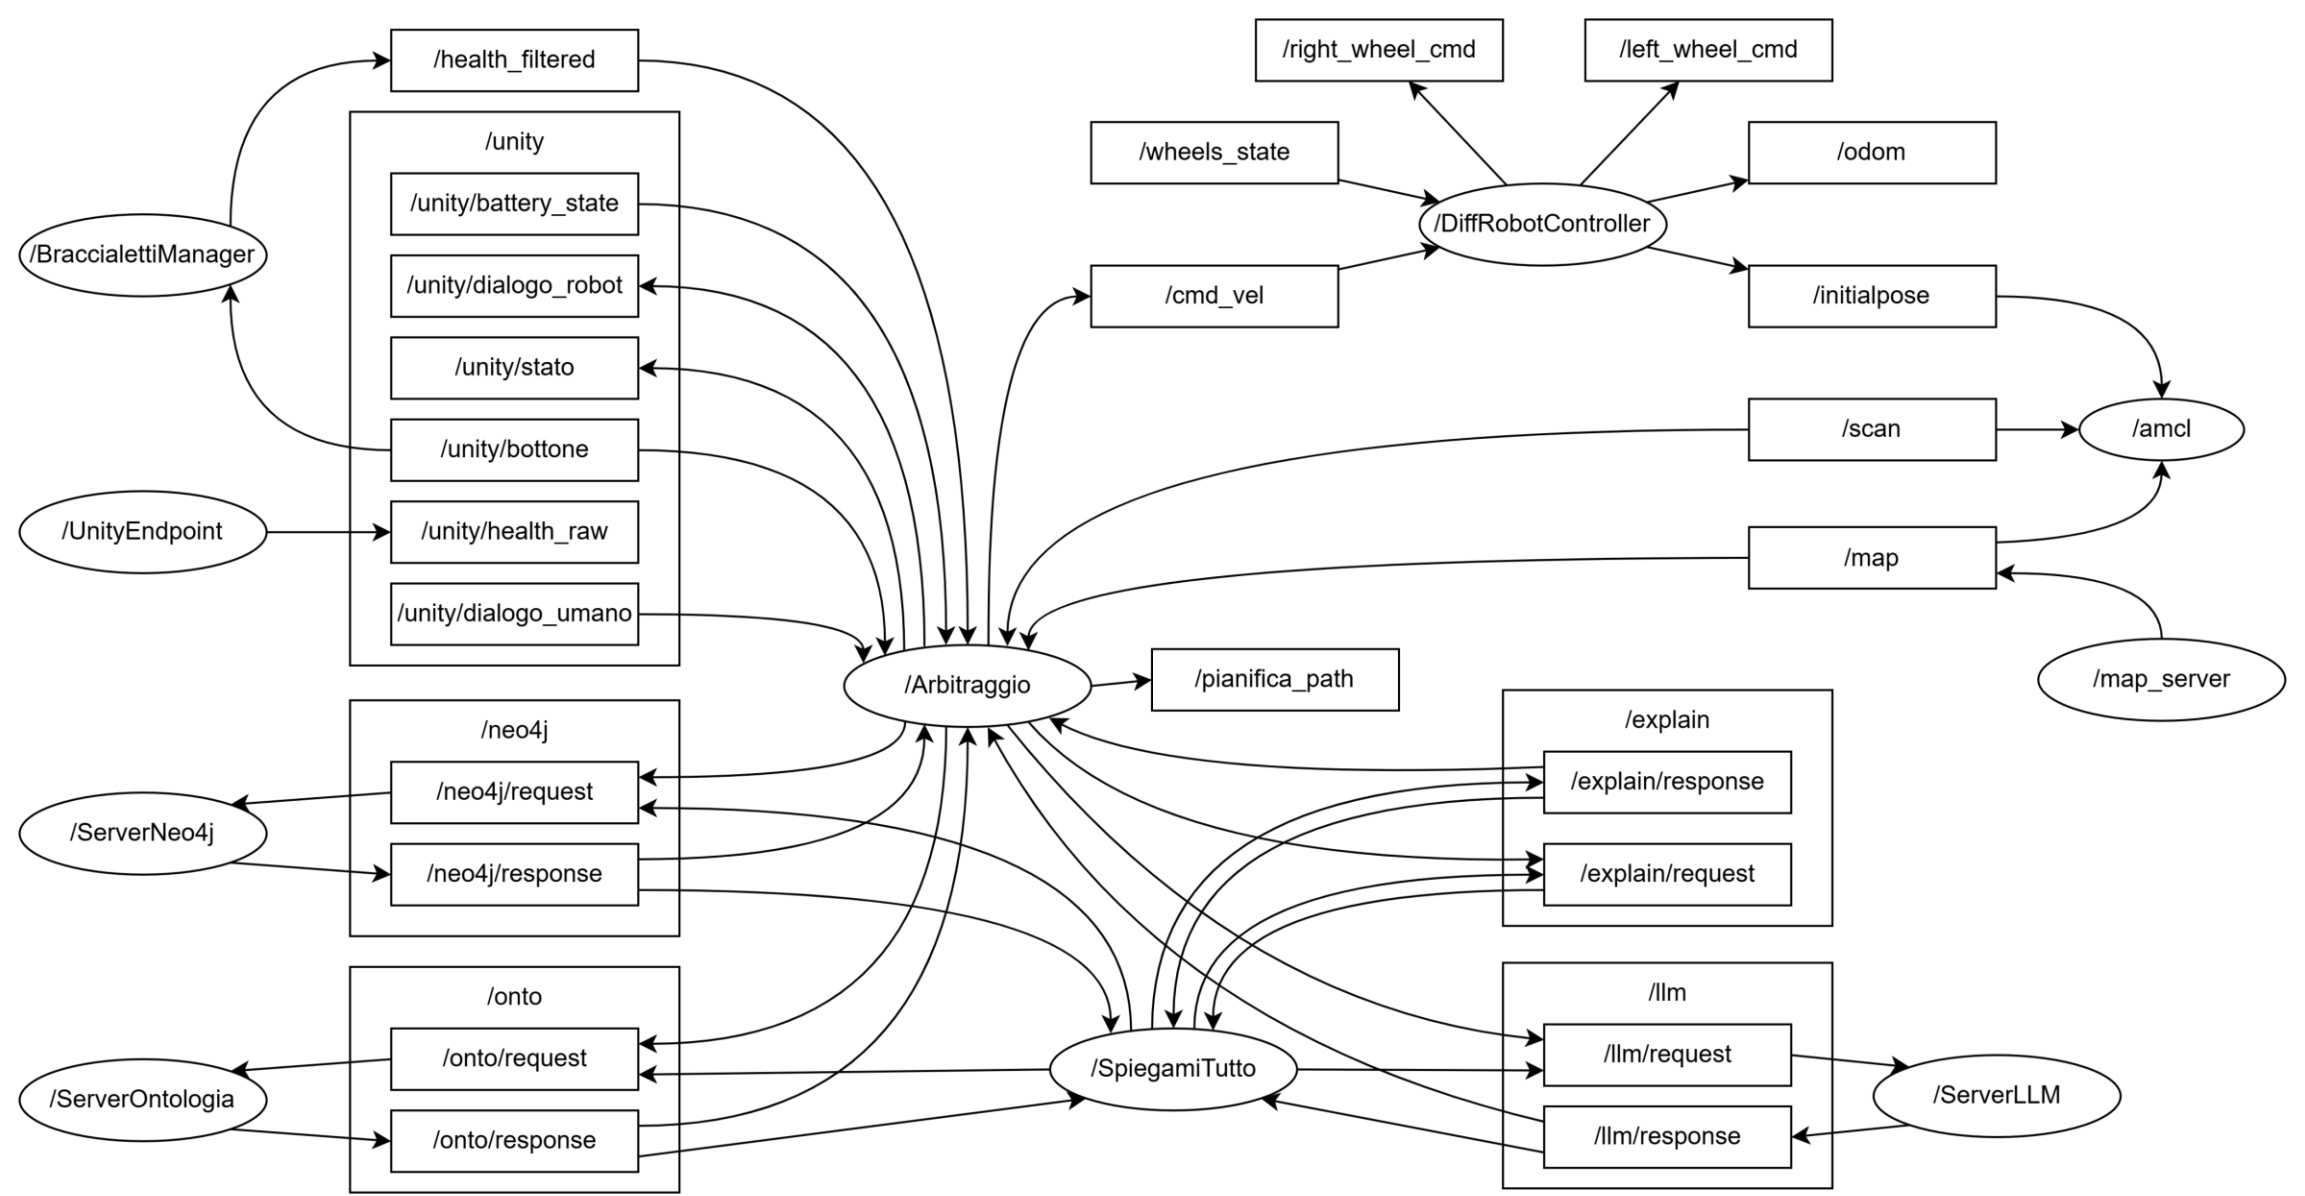 /health_filtered
/unity
/unity/battery_state
/unity/dialogo_robot
/unity/stato
/unity/bottone
/unity/health_raw
/unity/dialogo_umano
/BraccialettiManager
/UnityEndpoint
/right_wheel_cmd
/left_wheel_cmd
/wheels_state
/odom
/DiffRobotController
/cmd_vel
/initialpose
/scan
/amcl
/map
/map_server
/Arbitraggio
/pianifica_path
/neo4j
/neo4j/request
/neo4j/response
/ServerNeo4j
/explain
/explain/response
/explain/request
/onto
/onto/request
/onto/response
/ServerOntologia
/SpiegamiTutto
/llm
/llm/request
/llm/response
/ServerLLM